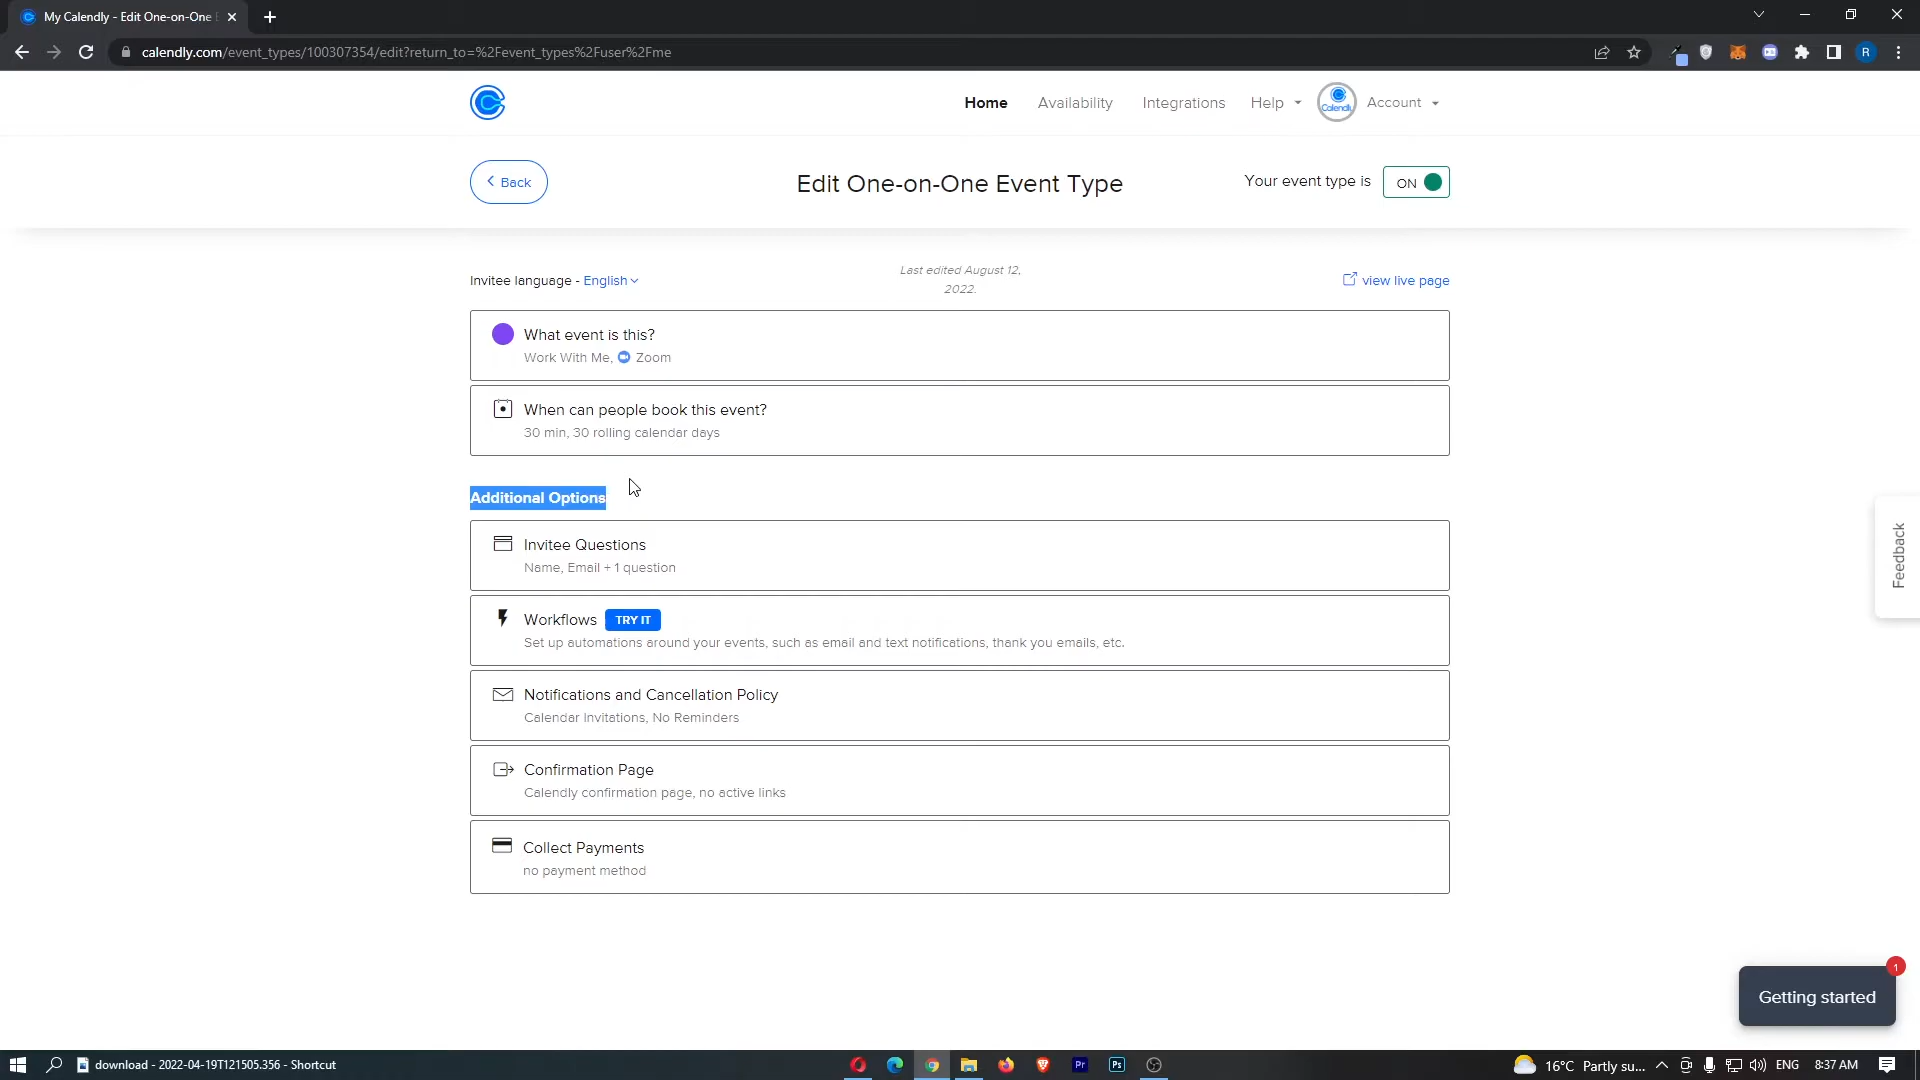 My Calendly - Edit One-on-One E
calendly.com/event_types/100307354/edit?return_to=%2Fevent_types%2Fuser%2Fme
R
Home
Availability
Integrations
Help
Calendly
Account
Back
Edit One-on-One Event Type
Your event type is
ON
Invitee language - English
Last edited August 12,
2022.
view live page
What event is this?
Work With Me, Zoom
When can people book this event?
30 min, 30 rolling calendar days
Additional Options
Invitee Questions
Name, Email + 1 question
Feedback
Workflows TRY IT
Set up automations around your events, such as email and text notifications, thank you emails, etc.
Notifications and Cancellation Policy
Calendar Invitations, No Reminders
Confirmation Page
Calendly confirmation page, no active links
Collect Payments
no payment method
1
Getting started
download - 2022-04-19T121505.356 - Shortcut
Pr
Ps
16°C Partly su...
ENG
8:37 AM